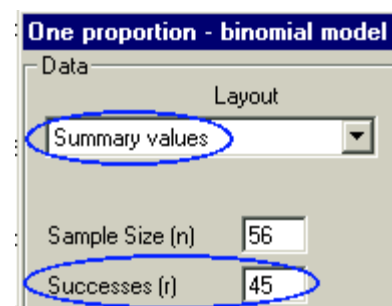 One proportion - binomial model
Data
Layout
Summary values
Sample Size (n) 56
Successes (r) 45